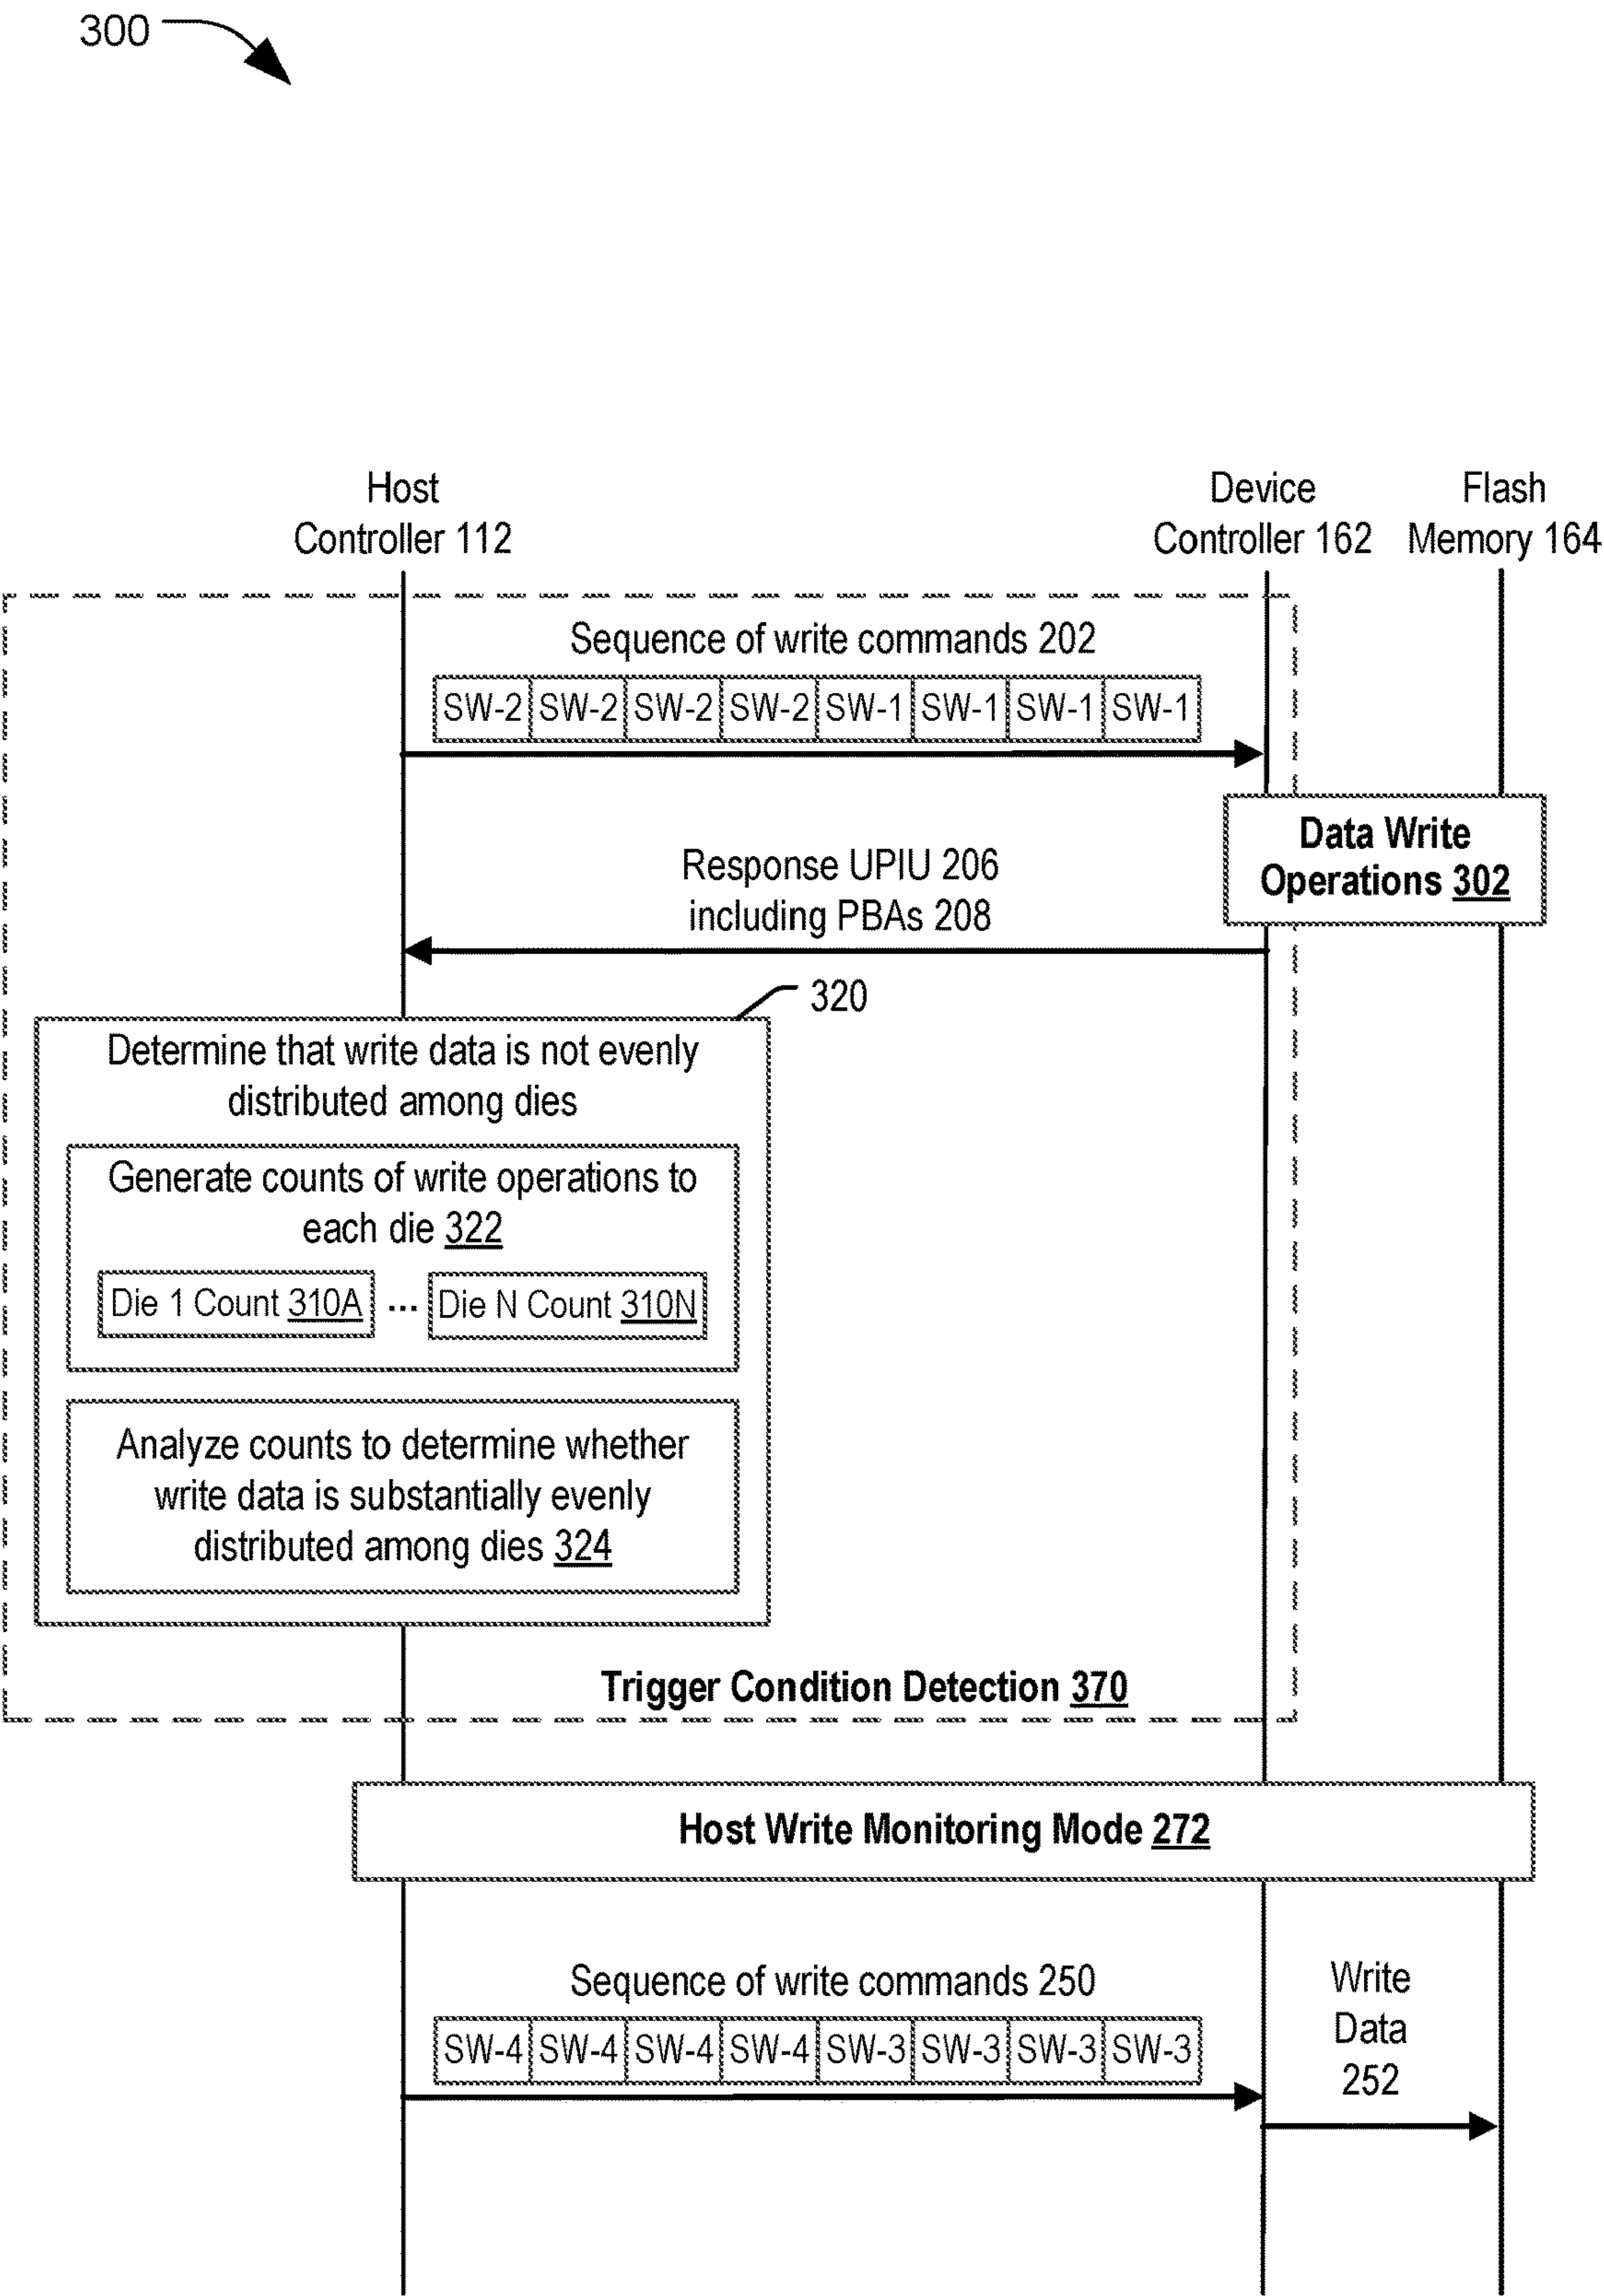 300
Host
Controller 112
Device
Controller 162
Flash
Memory 164
Sequence of write commands 202
SW-2 SW-2 SW-2 SW-2 SW-1 SW-1 SW-1 SW-1
Data Write
Operations 302
Response UPIU 206
including PBAs 208
320
Determine that write data is not evenly
distributed among dies
Generate counts of write operations to
each die 322
Die 1 Count 310A ... Die N Count 310N
Analyze counts to determine whether
write data is substantially evenly
distributed among dies 324
Trigger Condition Detection 370
Host Write Monitoring Mode 272
Sequence of write commands 250
SW-4 SW-4 SW-4 SW-4 SW-3 SW-3 SW-3 SW-3
Write
Data
252